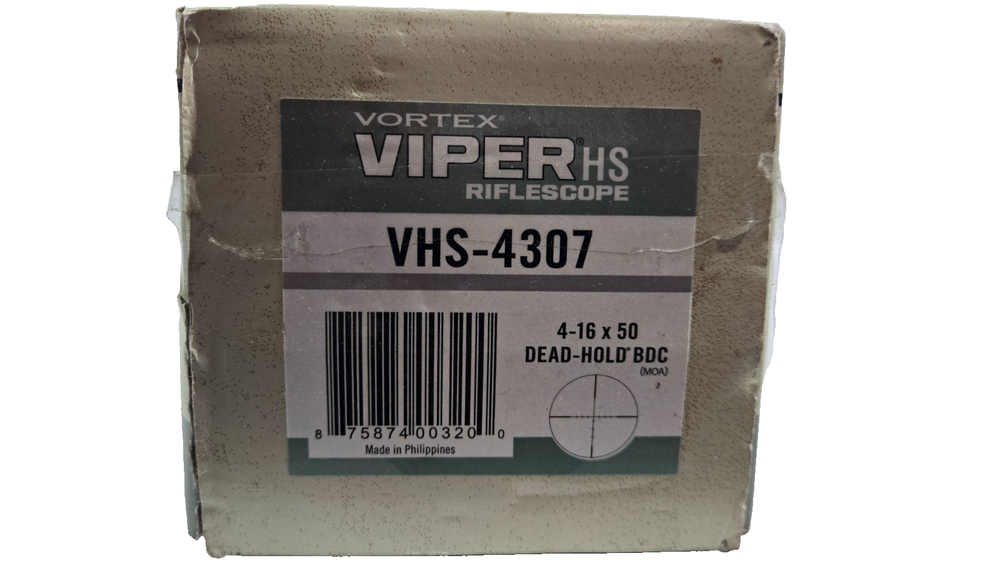 VORTEX®
VIPER® HS
RIFLESCOPE
VHS-4307
4-16 x 50
DEAD-HOLD™ BDC
(MOA)
8 75874 00320 0
Made in Philippines